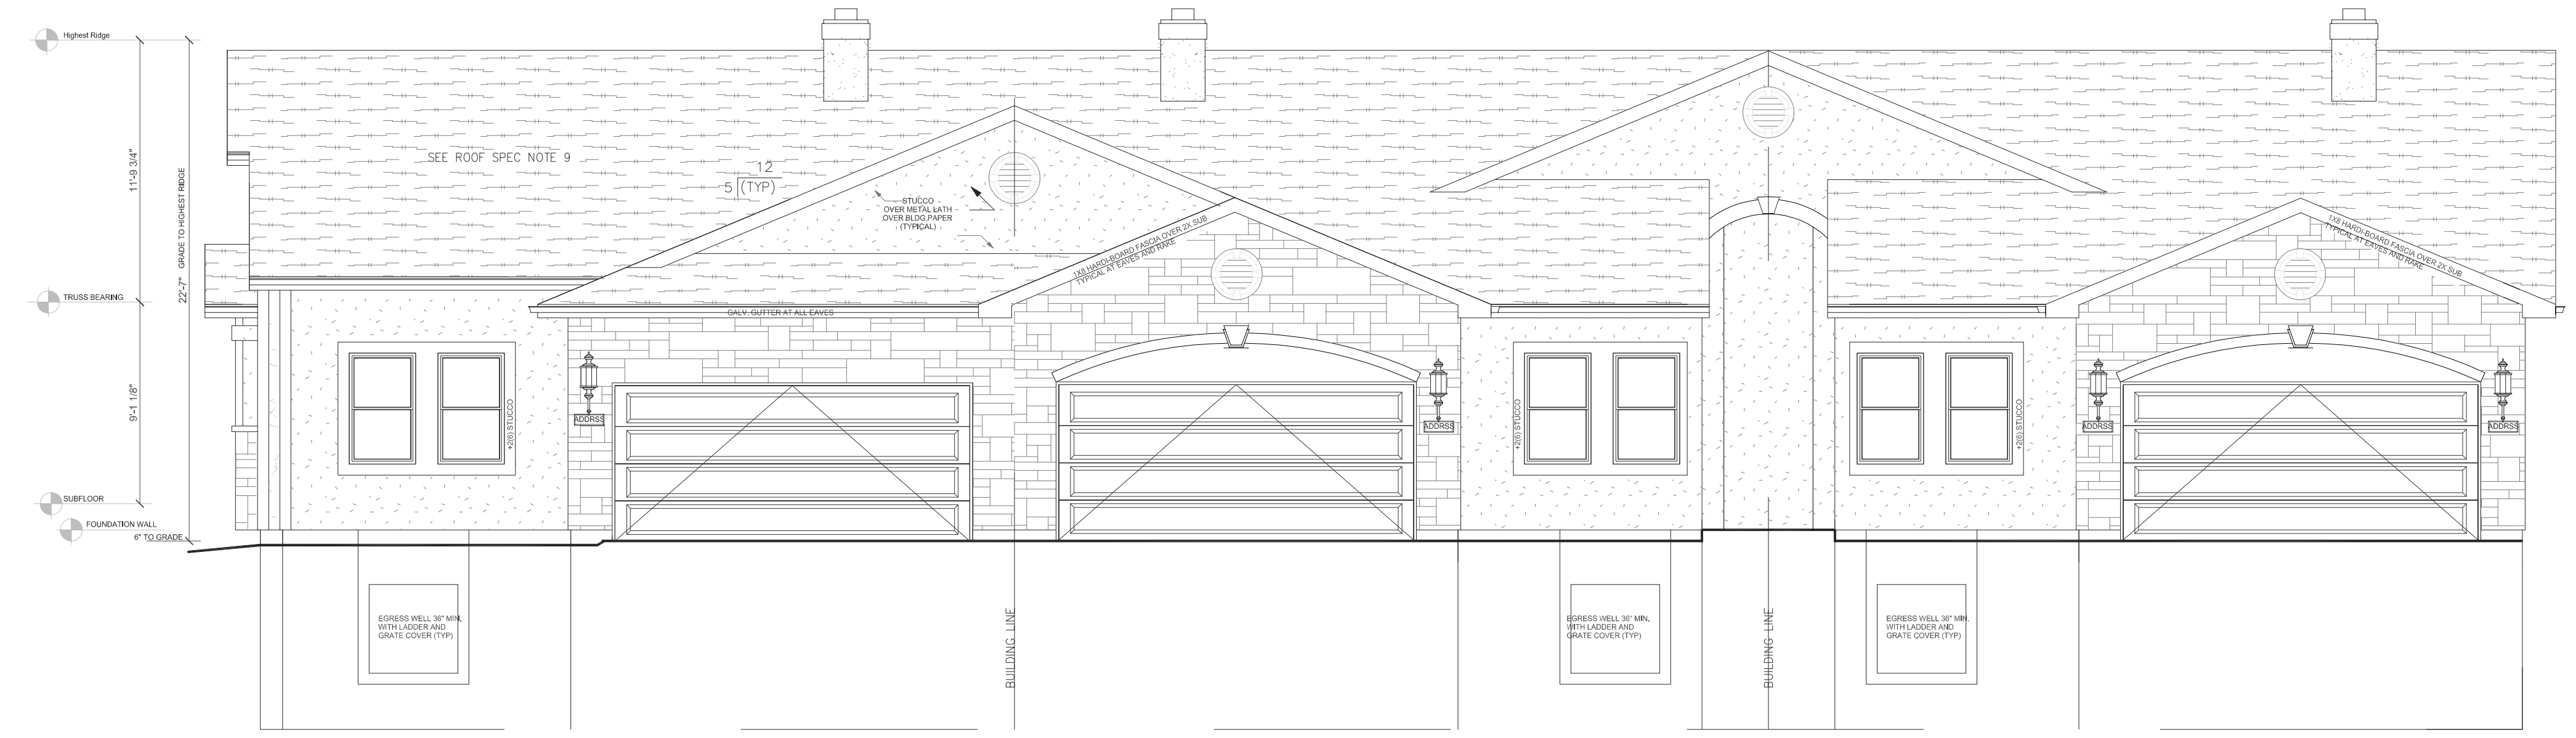 Highest Ridge
11'-9 3/4"
22'-7" GRADE TO HIGHEST RIDGE
TRUSS BEARING
9'-1 1/8"
SUBFLOOR
FOUNDATION WALL
6" TO GRADE
SEE ROOF SPEC NOTE 9
12
5 (TYP)
STUCCO
OVER METAL LATH
OVER BLDG PAPER
(TYPICAL)
1X8 HARDI-BOARD FASCIA OVER 2X SUB
TYPICAL AT EAVES AND RAKE
1X8 HARDI-BOARD FASCIA OVER 2X SUB
TYPICAL AT EAVES AND RAKE
GALV. GUTTER AT ALL EAVES
+2(6) STUCCO
ADDRSS
ADDRSS
+2(6) STUCCO
+2(6) STUCCO
ADDRSS
ADDRSS
EGRESS WELL 36" MIN,
WITH LADDER AND
GRATE COVER (TYP)
BUILDING LINE
EGRESS WELL 36" MIN,
WITH LADDER AND
GRATE COVER (TYP)
BUILDING LINE
EGRESS WELL 36" MIN,
WITH LADDER AND
GRATE COVER (TYP)